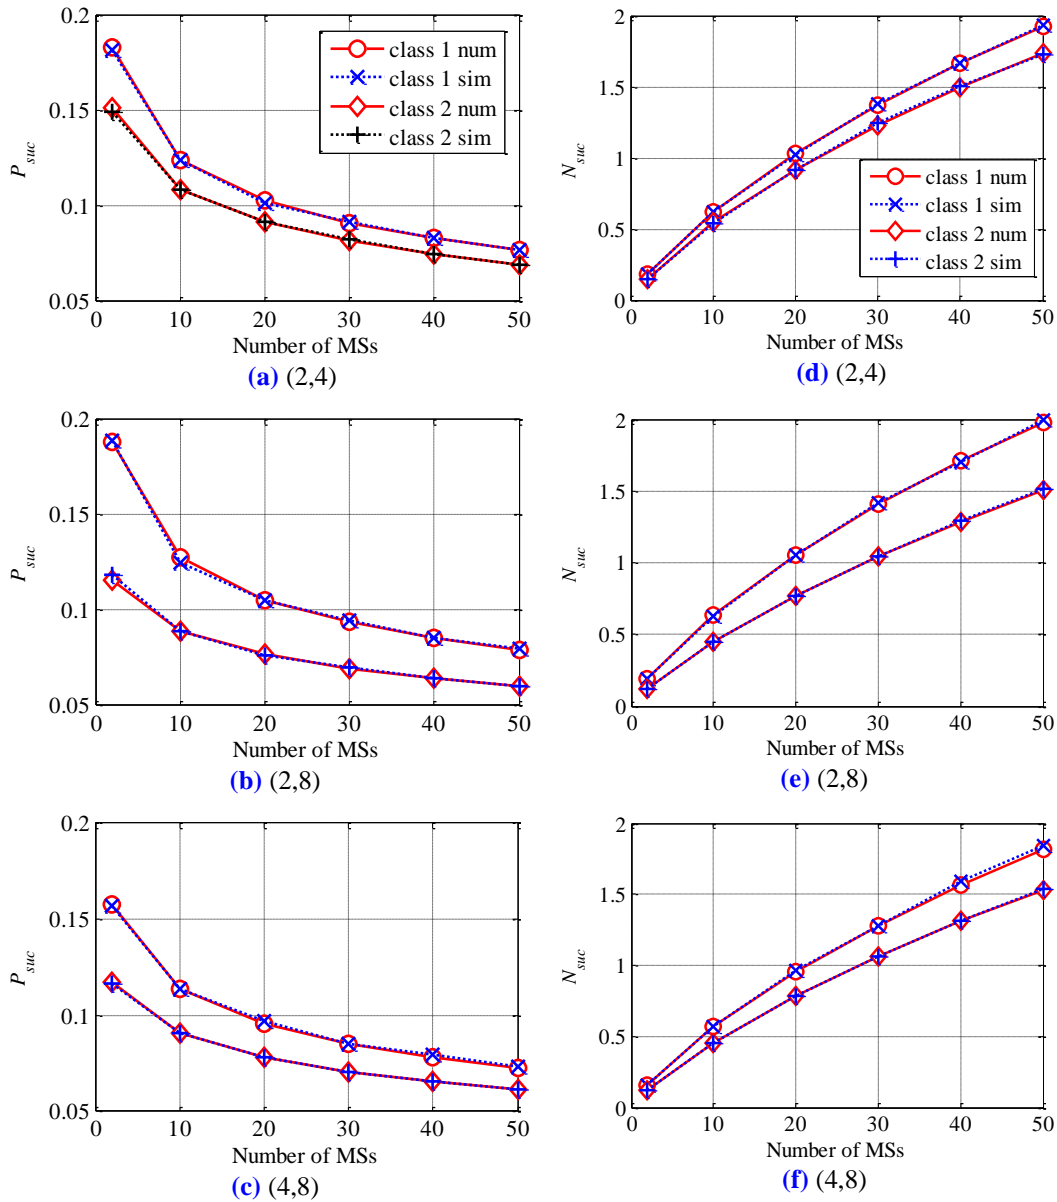 0.2
0.15
0.1
0.05
P suc
0 10 20 30 40 50
Number of MSs
class 1 num
class 1 sim
class 2 num
class 2 sim
(a) (2,4)
2
1.5
1
0.5
0
N suc
0 10 20 30 40 50
Number of MSs
class 1 num
class 1 sim
class 2 num
class 2 sim
(d) (2,4)
0.2
0.15
0.1
0.05
P suc
0 10 20 30 40 50
Number of MSs
(b) (2,8)
2
1.5
1
0.5
0
N suc
0 10 20 30 40 50
Number of MSs
(e) (2,8)
0.2
0.15
0.1
0.05
P suc
0 10 20 30 40 50
Number of MSs
(c) (4,8)
2
1.5
1
0.5
0
N suc
0 10 20 30 40 50
Number of MSs
(f) (4,8)